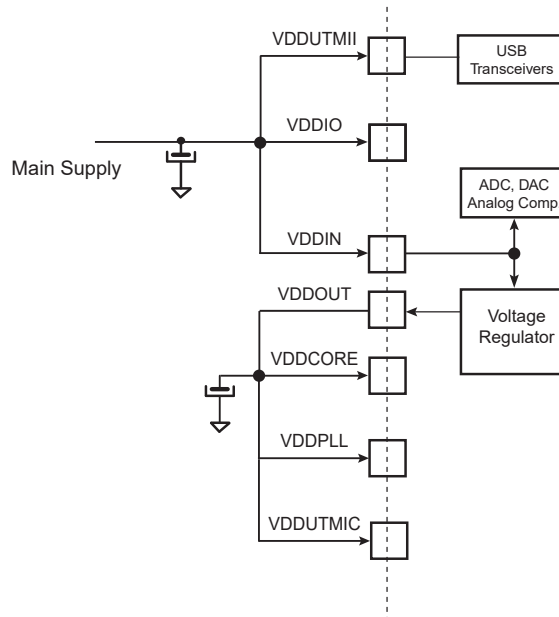 VDDUTMII
USB
Transceivers
VDDIO
Main Supply
ADC, DAC
Analog Comp.
VDDIN
VDDOUT
Voltage
Regulator
VDDCORE
VDDPLL
VDDUTMIC